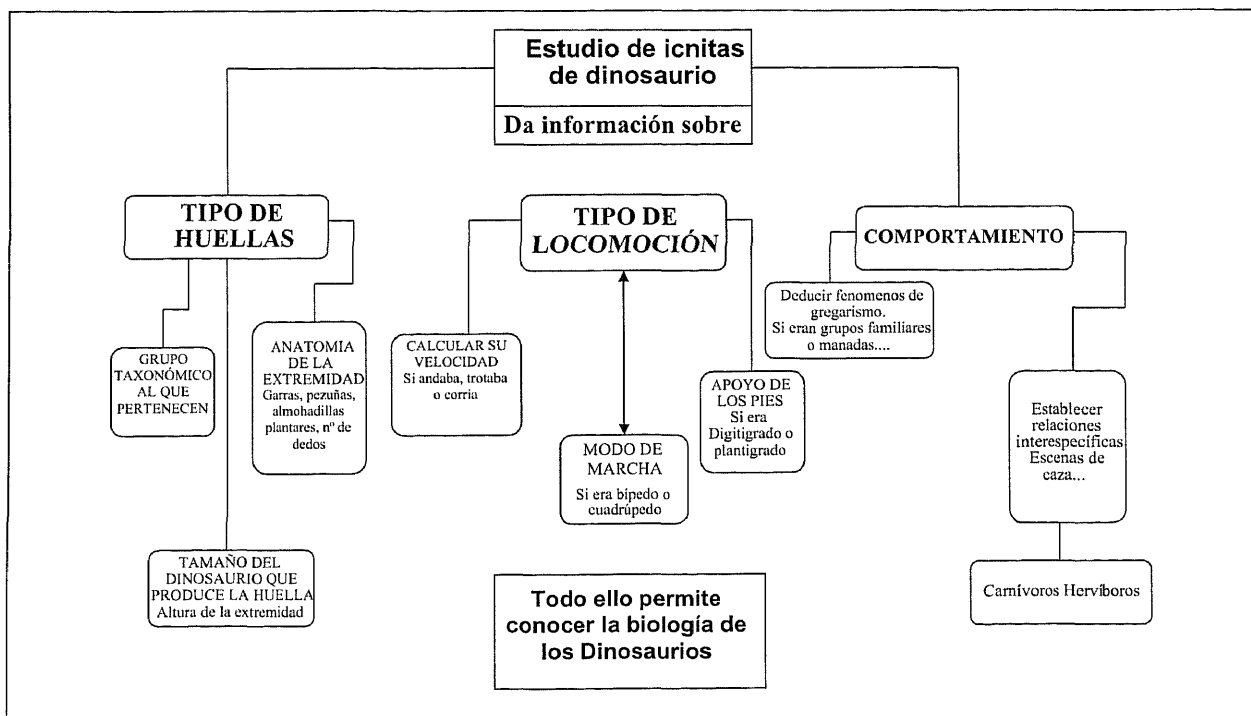 Estudio de icnitas
de dinosaurio
Da información sobre
TIPO DE
HUELLAS
TIPO DE
LOCOMOCIÓN
COMPORTAMIENTO
GRUPO
TAXONÓMICO
AL QUE
PERTENECEN
ANATOMIA
DE LA
EXTREMIDAD
Garras, pezuñas,
almohadillas
plantares, nº de
dedos
TAMAÑO DEL
DINOSAURIO QUE
PRODUCE LA HUELLA
Altura de la extremidad
CALCULAR SU
VELOCIDAD
Si andaba, trotaba
o corria
MODO DE
MARCHA
Si era bípedo o
cuadrúpedo
APOYO DE
LOS PIES
Si era
Digitigrado o
plantigrado
Deducir fenomenos de
gregarismo.
Si eran grupos familiares
o manadas....
Establecer
relaciones
interespecíficas
Escenas de
caza...
Carnívoros Hervíboros
Todo ello permite
conocer la biología de
los Dinosaurios